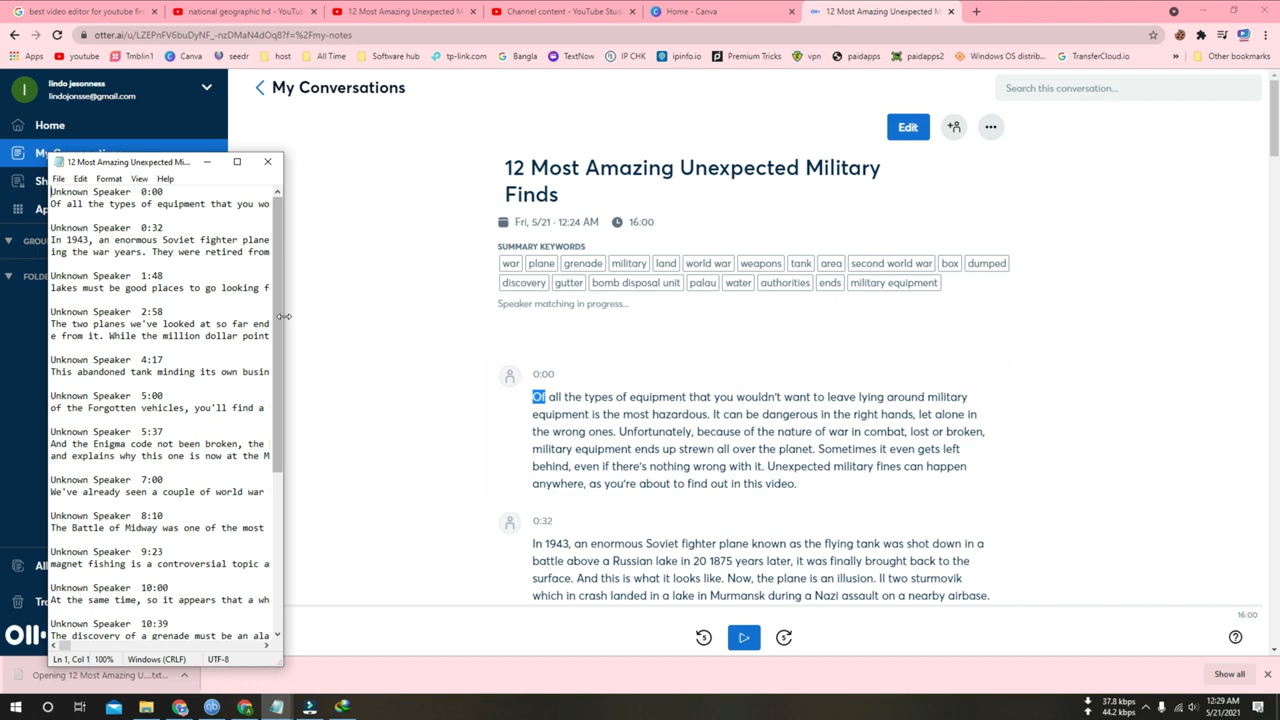 best video editor for youtube fir
national geographic hd - YouTub
12 Most Amazing Unexpected M
Channel content - YouTube Stud
Home - Canva
12 Most Amazing Unexpected M
otter.ai/u/LZEPnFV6buDyNF_-nzDMaN4dOq8?f=%2Fmy-notes
Apps
youtube
Tmblin1
Canva
seedr
host
All Time
Software hub
tp-link.com
Bangla
TextNow
IP CHK
ipinfo.io
Premium Tricks
vpn
paidapps
paidapps2
Windows OS distrib...
TransferCloud.io
Other bookmarks
lindo jesonness
lindojonsse@gmail.com
Home
My
Sh
Ap
GROU
FOLD
All
Tr
My Conversations
Search this conversation...
Edit
12 Most Amazing Unexpected Military
Finds
Fri, 5/21 · 12:24 AM
16:00
SUMMARY KEYWORDS
war plane grenade military land world war weapons tank area second world war box dumped
discovery gutter bomb disposal unit palau water authorities ends military equipment
Speaker matching in progress...
0:00
Of all the types of equipment that you wouldn't want to leave lying around military
equipment is the most hazardous. It can be dangerous in the right hands, let alone in
the wrong ones. Unfortunately, because of the nature of war in combat, lost or broken,
military equipment ends up strewn all over the planet. Sometimes it even gets left
behind, even if there's nothing wrong with it. Unexpected military fines can happen
anywhere, as you're about to find out in this video.
0:32
In 1943, an enormous Soviet fighter plane known as the flying tank was shot down in a
battle above a Russian lake in 20 1875 years later, it was finally brought back to the
surface. And this is what it looks like. Now, the plane is an illusion. Il two sturmovik
which in crash landed in a lake in Murmansk during a Nazi assault on a nearby airbase.
16:00
5
5
12 Most Amazing Unexpected Mi...
File Edit Format View Help
Unknown Speaker 0:00
Of all the types of equipment that you wo
Unknown Speaker 0:32
In 1943, an enormous Soviet fighter plane
ing the war years. They were retired from
Unknown Speaker 1:48
lakes must be good places to go looking f
Unknown Speaker 2:58
The two planes we've looked at so far end
e from it. While the million dollar point
Unknown Speaker 4:17
This abandoned tank minding its own busin
Unknown Speaker 5:00
of the Forgotten vehicles, you'll find a
Unknown Speaker 5:37
And the Enigma code not been broken, the
and explains why this one is now at the M
Unknown Speaker 7:00
We've already seen a couple of world war
Unknown Speaker 8:10
The Battle of Midway was one of the most
Unknown Speaker 9:23
magnet fishing is a controversial topic a
Unknown Speaker 10:00
At the same time, so it appears that a wh
Unknown Speaker 10:39
The discovery of a grenade must be an ala
Ln 1, Col 1 100% Windows (CRLF) UTF-8
Opening 12 Most Amazing U....txt...
Show all
37.8 kbps
44.2 kbps
12:29 AM
5/21/2021